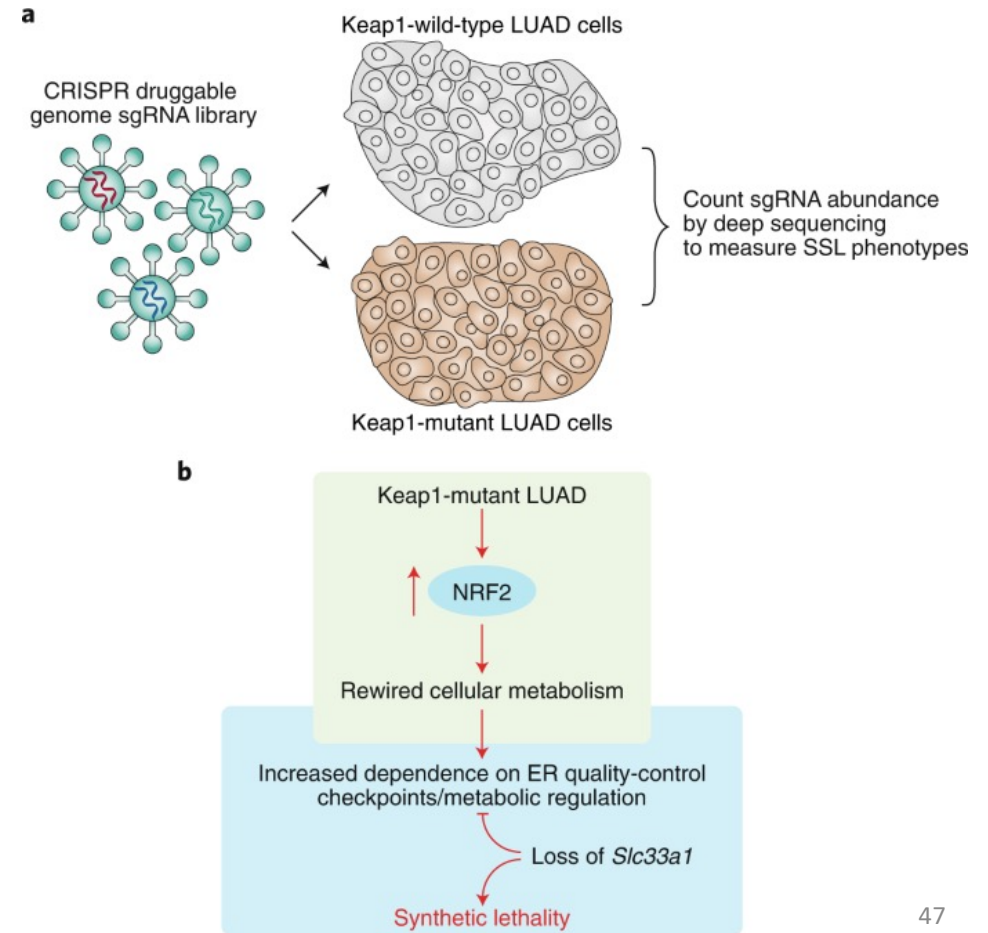 a
Keap1-wild-type LUAD cells
CRISPR druggable
genome sgRNA library
Count sgRNA abundance
by deep sequencing
to measure SSL phenotypes
Keap1-mutant LUAD cells
b
Keap1-mutant LUAD
NRF2
Rewired cellular metabolism
Increased dependence on ER quality-control
checkpoints/metabolic regulation
Loss of Slc33a1
Synthetic lethality
47